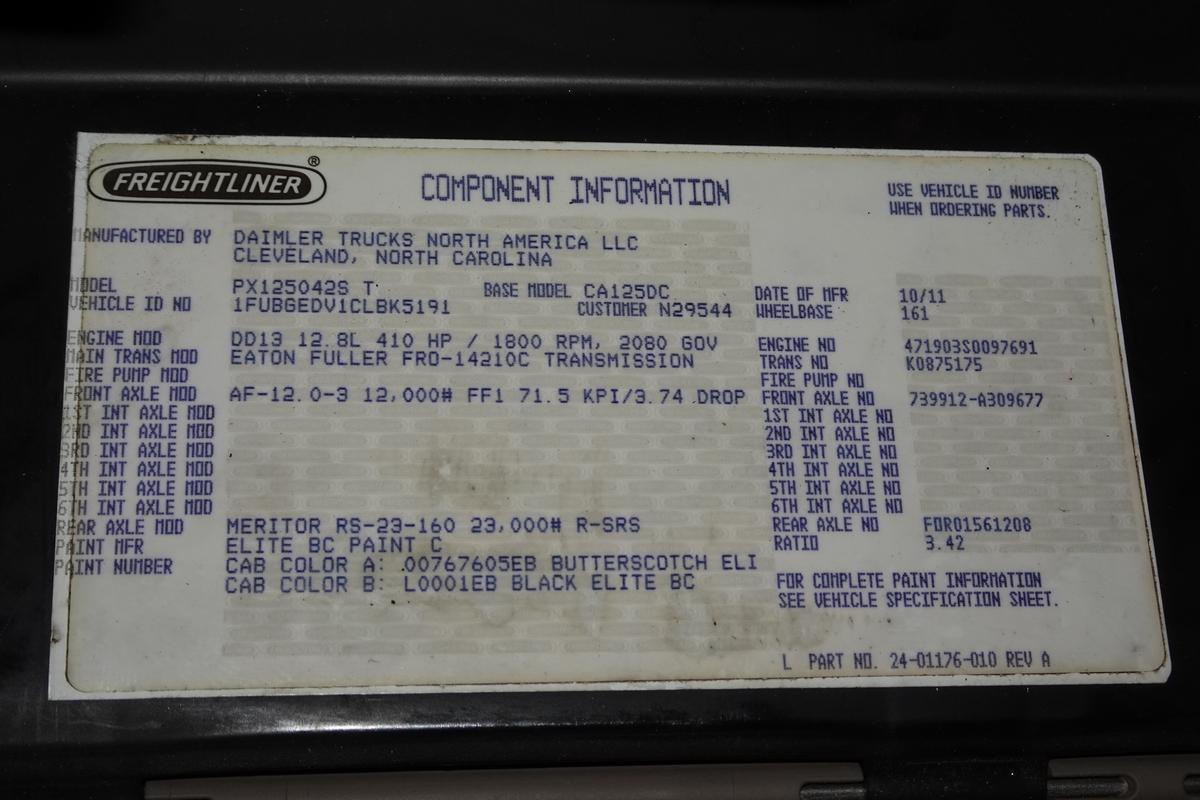 FREIGHTLINER ®
COMPONENT INFORMATION
USE VEHICLE ID NUMBER
WHEN ORDERING PARTS.
MANUFACTURED BY DAIMLER TRUCKS NORTH AMERICA LLC
CLEVELAND, NORTH CAROLINA
MODEL PX125042S T BASE MODEL CA125DC DATE OF MFR 10/11
VEHICLE ID NO 1FUBGEDV1CLBK5191 CUSTOMER N29544 WHEELBASE 161
ENGINE MOD DD13 12.8L 410 HP / 1800 RPM, 2080 GOV ENGINE NO 471903S0097691
MAIN TRANS MOD EATON FULLER FRO-14210C TRANSMISSION TRANS NO K0875175
FIRE PUMP MOD FIRE PUMP NO
FRONT AXLE MOD AF-12.0-3 12,000# FF1 71.5 KPI/3.74 DROP FRONT AXLE NO 739912-A309677
1ST INT AXLE MOD 1ST INT AXLE NO
2ND INT AXLE MOD 2ND INT AXLE NO
3RD INT AXLE MOD 3RD INT AXLE NO
4TH INT AXLE MOD 4TH INT AXLE NO
5TH INT AXLE MOD 5TH INT AXLE NO
6TH INT AXLE MOD 6TH INT AXLE NO
REAR AXLE MOD MERITOR RS-23-160 23,000# R-SRS REAR AXLE NO FDR01561208
PAINT MFR ELITE BC PAINT C RATIO 3.42
PAINT NUMBER CAB COLOR A: .00767605EB BUTTERSCOTCH ELI
CAB COLOR B: L0001EB BLACK ELITE BC
FOR COMPLETE PAINT INFORMATION
SEE VEHICLE SPECIFICATION SHEET.
L PART NO. 24-01176-010 REV A